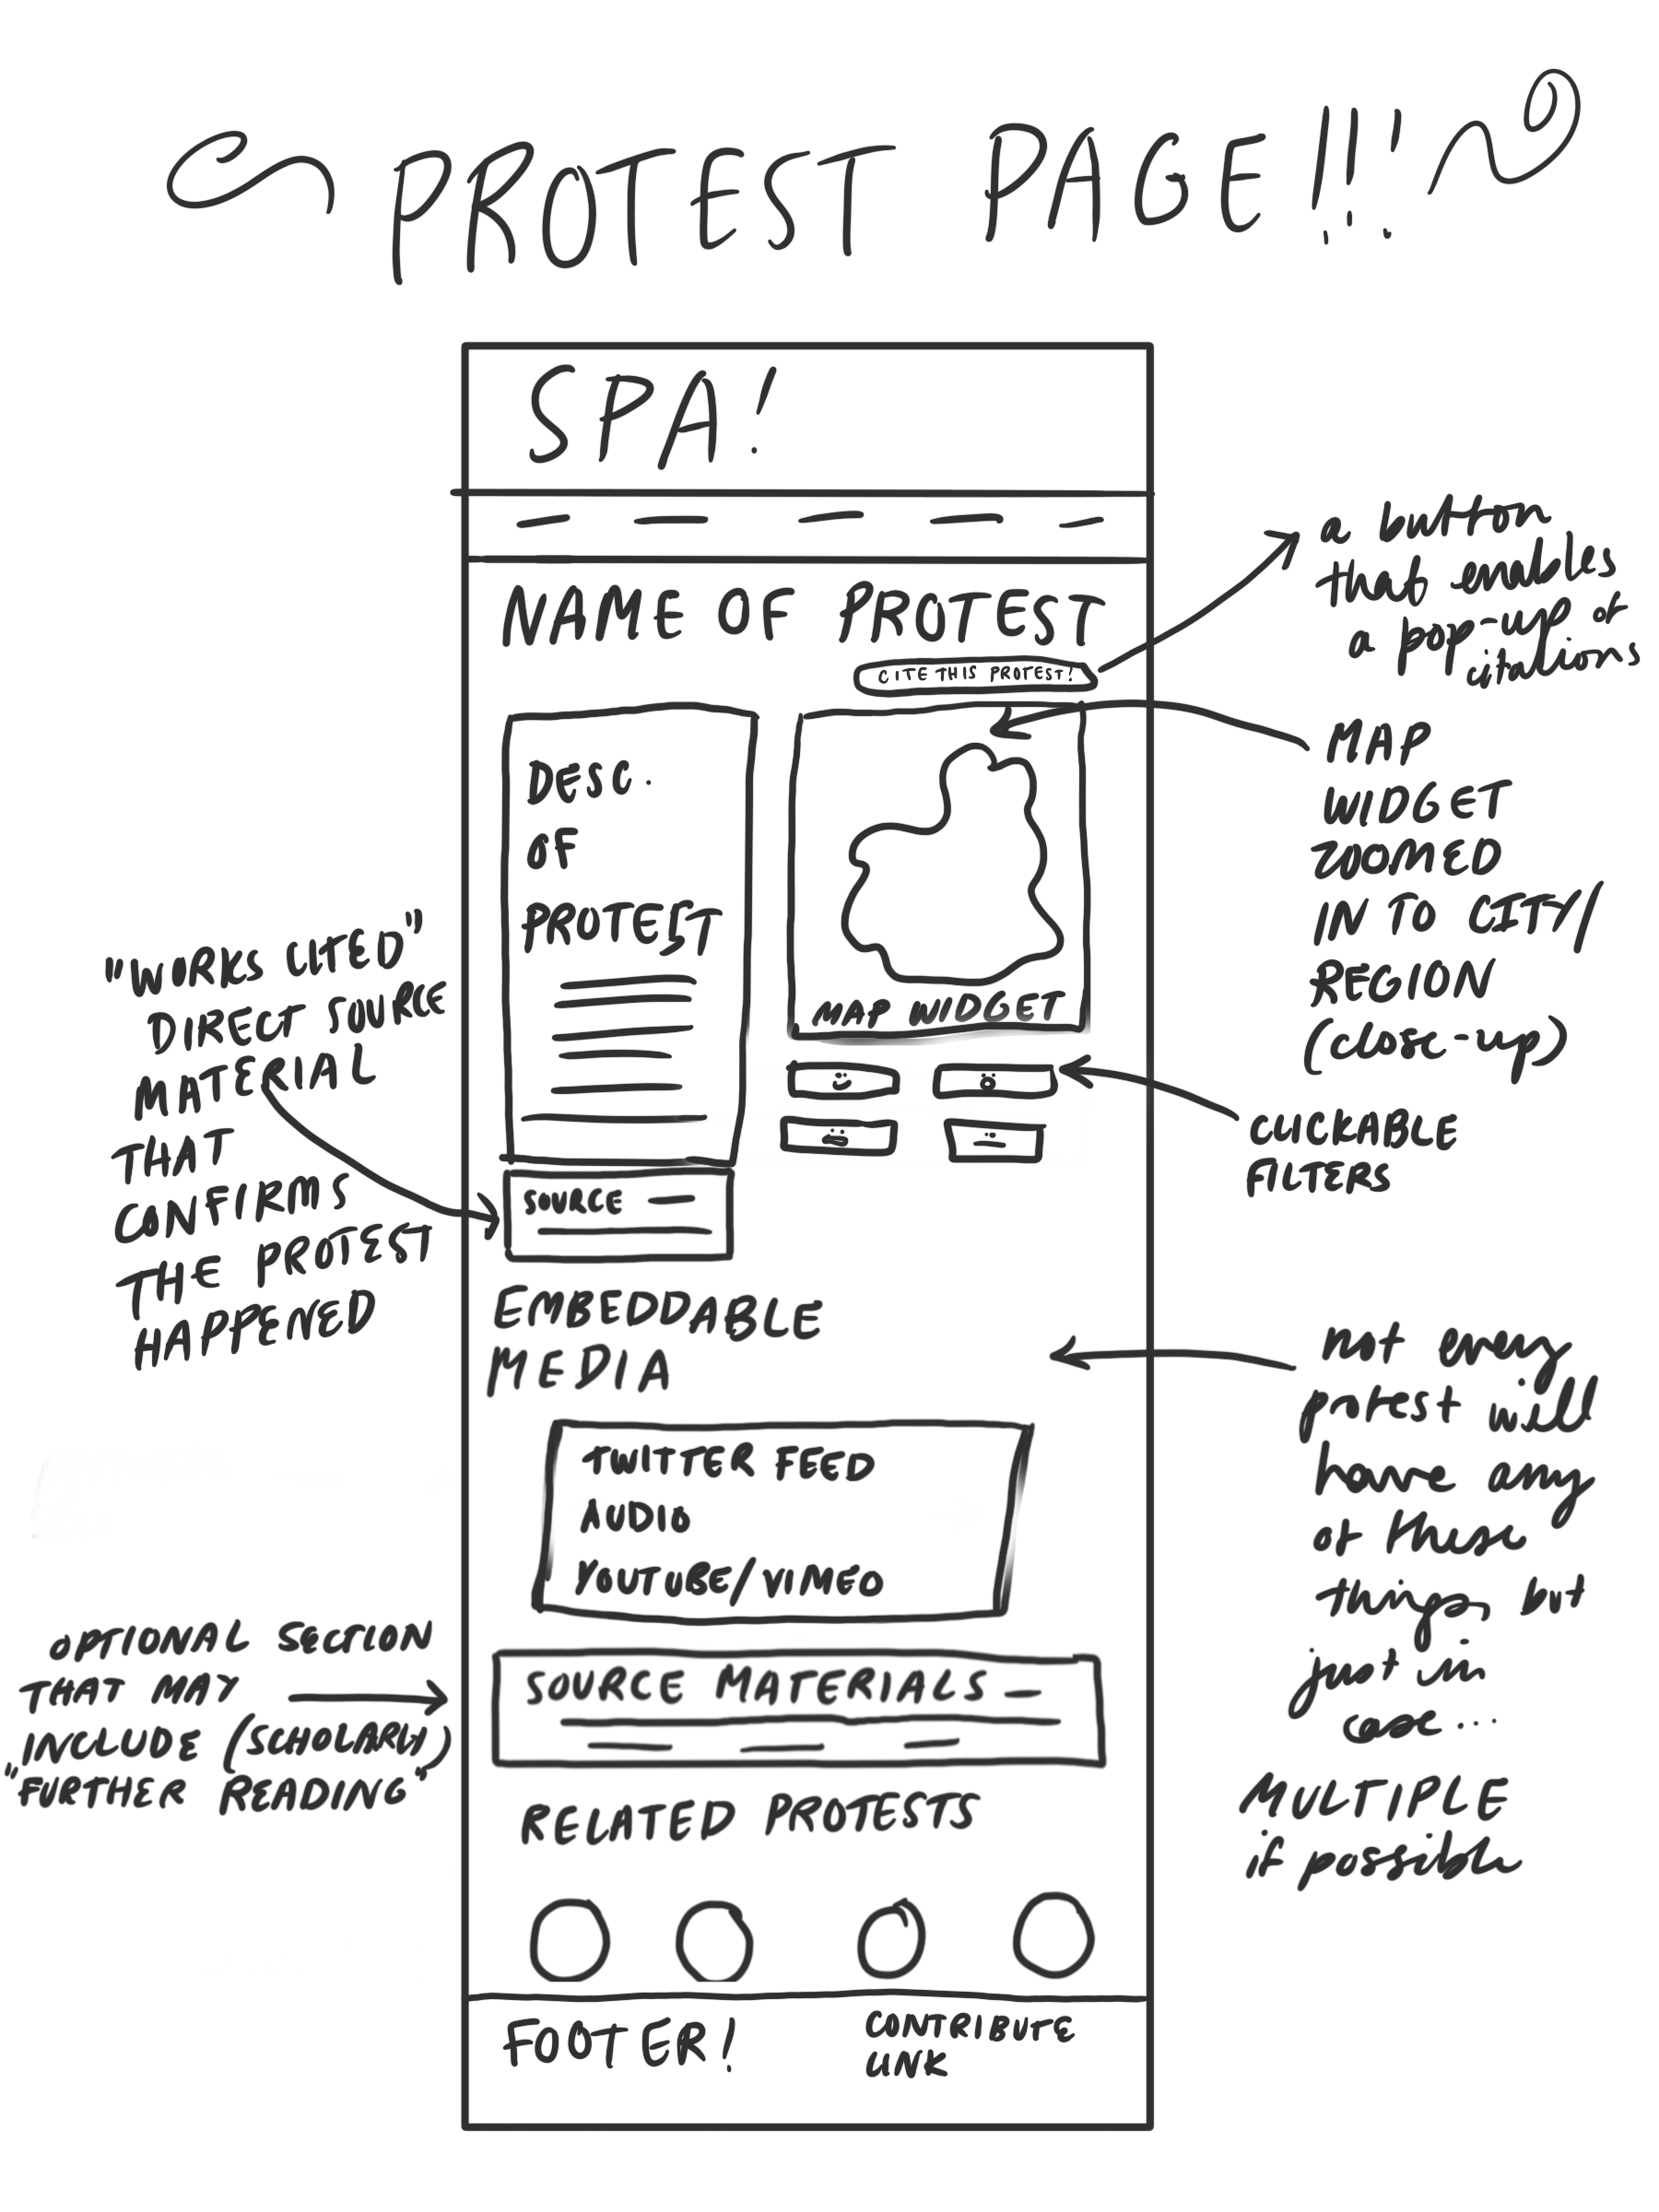 PROTEST PAGE!!!
SPA!
NAME OF PROTEST
CITE THIS PROTEST!
a button
that enables
a pop-up of
citations
DESC.
OF
PROTEST
MAP WIDGET
MAP
WIDGET
ZOOMED
IN TO CITY/
REGION
(close-up)
CLICKABLE
FILTERS
"WORKS CITED"
DIRECT SOURCE
MATERIAL
THAT
CONFIRMS
THE PROTEST
HAPPENED
SOURCE
EMBEDDABLE
MEDIA
TWITTER FEED
AUDIO
YOUTUBE/VIMEO
not every
protest will
have any
of these
things, but
just in
case...
MULTIPLE
if possible
OPTIONAL SECTION
THAT MAY
INCLUDE (SCHOLARLY)
"FURTHER READING"
SOURCE MATERIALS
RELATED PROTESTS
FOOTER!
CONTRIBUTE
LINK